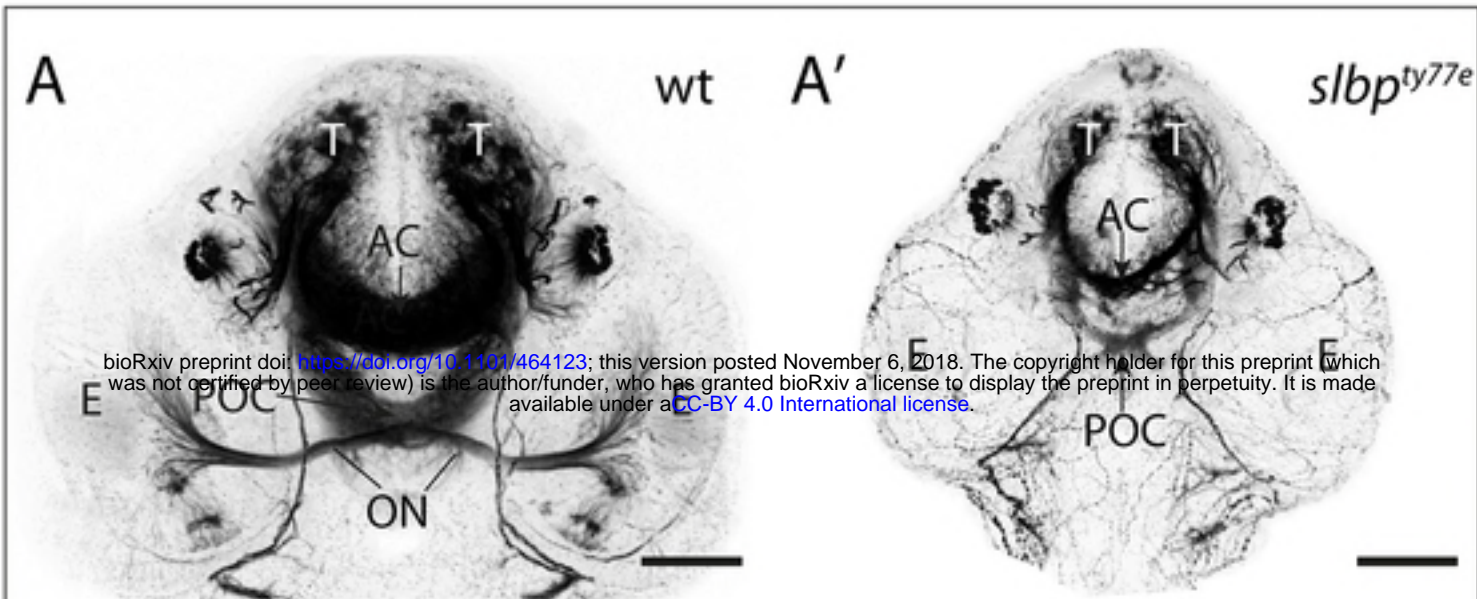 A wt A′ slbp^ty77e
T T T T
AC AC
bioRxiv preprint doi: https://doi.org/10.1101/464123; this version posted November 6, 2018. The copyright holder for this preprint (which
was not certified by peer review) is the author/funder, who has granted bioRxiv a license to display the preprint in perpetuity. It is made
available under aCC-BY 4.0 International license.
E POC E E E
POC
ON